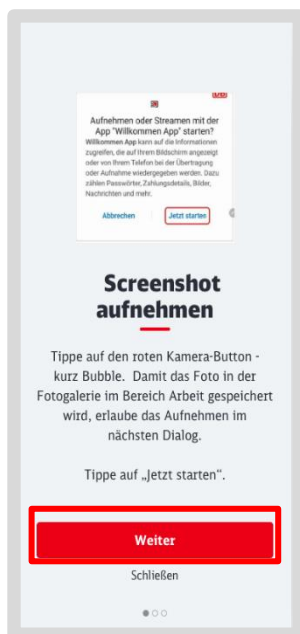 Aufnehmen oder Streamen mit der
App "Willkommen App" starten?
Willkommen App kann auf die Informationen
zugreifen, die auf Ihrem Bildschirm angezeigt
oder von Ihrem Telefon bei der Übertragung
oder Aufnahme wiedergegeben werden. Dazu
zählen Passwörter, Zahlungsdetails, Bilder,
Nachrichten und mehr.
Abbrechen Jetzt starten
Screenshot
aufnehmen
Tippe auf den roten Kamera-Button -
kurz Bubble. Damit das Foto in der
Fotogalerie im Bereich Arbeit gespeichert
wird, erlaube das Aufnehmen im
nächsten Dialog.
Tippe auf „Jetzt starten“.
Weiter
Schließen